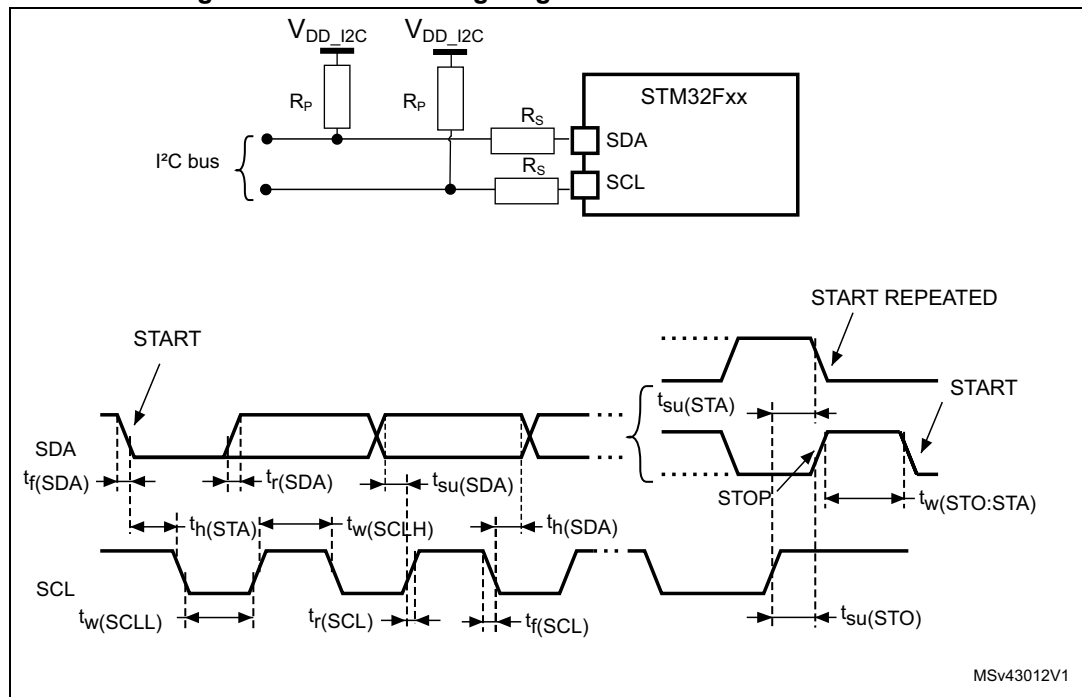 V_DD_I2C V_DD_I2C
STM32Fxx
R_P R_P
R_S
SDA
I²C bus
R_S
SCL
START REPEATED
START
START
t_su(STA)
SDA
t_f(SDA) t_r(SDA) t_su(SDA) STOP t_w(STO:STA)
t_h(STA) t_w(SCLH) t_h(SDA)
SCL
t_w(SCLL) t_r(SCL) t_f(SCL) t_su(STO)
MSv43012V1